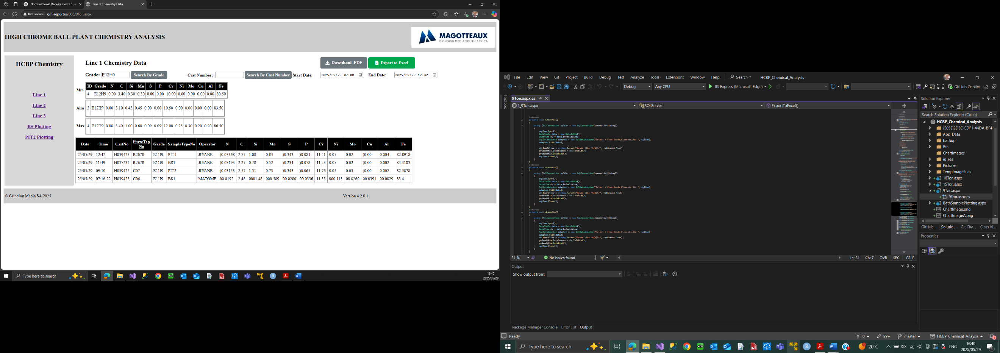 Nonfunctional Requirements Sum
Line 1 Chemistry Data
Not secure gm-reportee:808/9Ton.aspx
HIGH CHROME BALL PLANT CHEMISTRY ANALYSIS
MAGOTTEAUX
GRINDING MEDIA SOUTH AFRICA
HCBP Chemistry
Line 1
Line 2
Line 3
BS Plotting
PIT2 Plotting
Line 1 Chemistry Data
Download .PDF
Export to Excel
Grade: E12H9 Search By Grade Cast Number: Search By Cast Number Start Date: 2025/05/29 07:00 End Date: 2025/05/29 12:42
ID Grade N C Si Mn S P Cr Ni Mo Cu Al Fe
Min 4 E12H9 0.00 3.40 0.30 0.30 0.00 0.00 10.00 0.00 0.00 0.00 0.00 80.50
Aim 3 E12H9 0.00 3.10 0.45 0.45 0.00 0.00 10.50 0.00 0.00 0.00 0.00 83.50
Max 4 E12H9 0.00 3.40 1.00 0.60 0.09 0.09 12.00 0.25 0.30 0.20 0.20 86.50
Date Time CastNo Furn/Tap No Grade SampleTypeNo Operator N C Si Mn S P Cr Ni Mo Cu Al Fe
25/05/29 12:42 H039423 R2678 E11I9 PIT1 JIYANE (0.03368 2.77 1.08 0.83 )0.343 )0.081 11.41 0.05 0.02 (0.00 0.004 82.8918
25/05/29 11:49 H037234 R2678 E11I9 BS1 JIYANE (0.03193 2.27 0.78 0.52 )0.234 )0.078 11.23 0.05 0.02 (0.00 0.002 84.3103
25/05/29 09:10 H039425 C07 E11I9 PIT2 JIYANE (0.03153 2.57 1.31 0.73 )0.343 )0.065 11.76 0.05 0.03 (0.00 0.002 82.5878
25/05/29 07:16:22 H039425 C06 E11I9 BS1 MATOME 00.0192 2.48 0001.48 000.589 00.0280 00.0336 11.55 000.113 00.0260 00.0391 00.0029 83.4
© Grinding Media SA 2025
Version 4.2.0.1
Type here to search
16:40
2025/05/29
File Edit View Git Project Build Debug Test Analyze Tools Extensions Window Help Search HCBP_Chemical_Analysis
Debug Any CPU IIS Express (Microsoft Edge) GitHub Copilot
Toolbox
9Ton.aspx.cs
1_9Ton.aspx SQLServer ExportToExcel()
private void GradeMax()
{
using (SqlConnection sqlCon = new SqlConnection(connectionString))
{
sqlCon.Open();
DataTable data = new DataTable();
DataView dv = data.DefaultView;
SqlDataAdapter adapter = new SqlDataAdapter("Select * From Grade_Elements_Max ", sqlCon);
adapter.Fill(data);
dv.RowFilter = string.Format("Grade like '%{0}%'", txtGrade1.Text);
gvGradeMax.DataSource = dv.ToTable();
gvGradeMax.DataBind();
sqlCon.Close();
}
}
private void GradeMin()
{
using (SqlConnection sqlCon = new SqlConnection(connectionString))
{
sqlCon.Open();
DataTable data = new DataTable();
DataView dv = data.DefaultView;
SqlDataAdapter adapter = new SqlDataAdapter("Select * From Grade_Elements_Min ", sqlCon);
adapter.Fill(data);
dv.RowFilter = string.Format("Grade like '%{0}%'", txtGrade1.Text);
gvGradeMin.DataSource = dv.ToTable();
gvGradeMin.DataBind();
sqlCon.Close();
}
}
private void GradeAim()
{
using (SqlConnection sqlCon = new SqlConnection(connectionString))
{
sqlCon.Open();
DataTable data = new DataTable();
DataView dv = data.DefaultView;
SqlDataAdapter adapter = new SqlDataAdapter("Select * From Grade_Elements_Aim ", sqlCon);
adapter.Fill(data);
dv.RowFilter = string.Format("Grade like '%{0}%'", txtGrade1.Text);
gvGradeAim.DataSource = dv.ToTable();
gvGradeAim.DataBind();
sqlCon.Close();
}
}
51 % No issues found Ln: 51 Ch: 7 OVR SPC CRLF
Output
Show output from:
Package Manager Console Error List Output
Solution Explorer
Search Solution Explorer (Ctrl+;)
HCBP_Chemical_Analysis
{503D2D3C-EDF1-44DA-BF4
App_Data
backup
Bin
ChartImages
ig_res
Pictures
TempImageFiles
10Ton.aspx
15Ton.aspx
9Ton.aspx
9Ton.aspx.cs
BathSamplePlotting.aspx
ChartImage.png
ChartImageA.png
GitHub... Solutio... Git Cha... Class Vi...
Properties
Ready
0 99+ master HCBP_Chemical_Anaysis 1
Type here to search
20°C ENG 16:40
2025/05/29